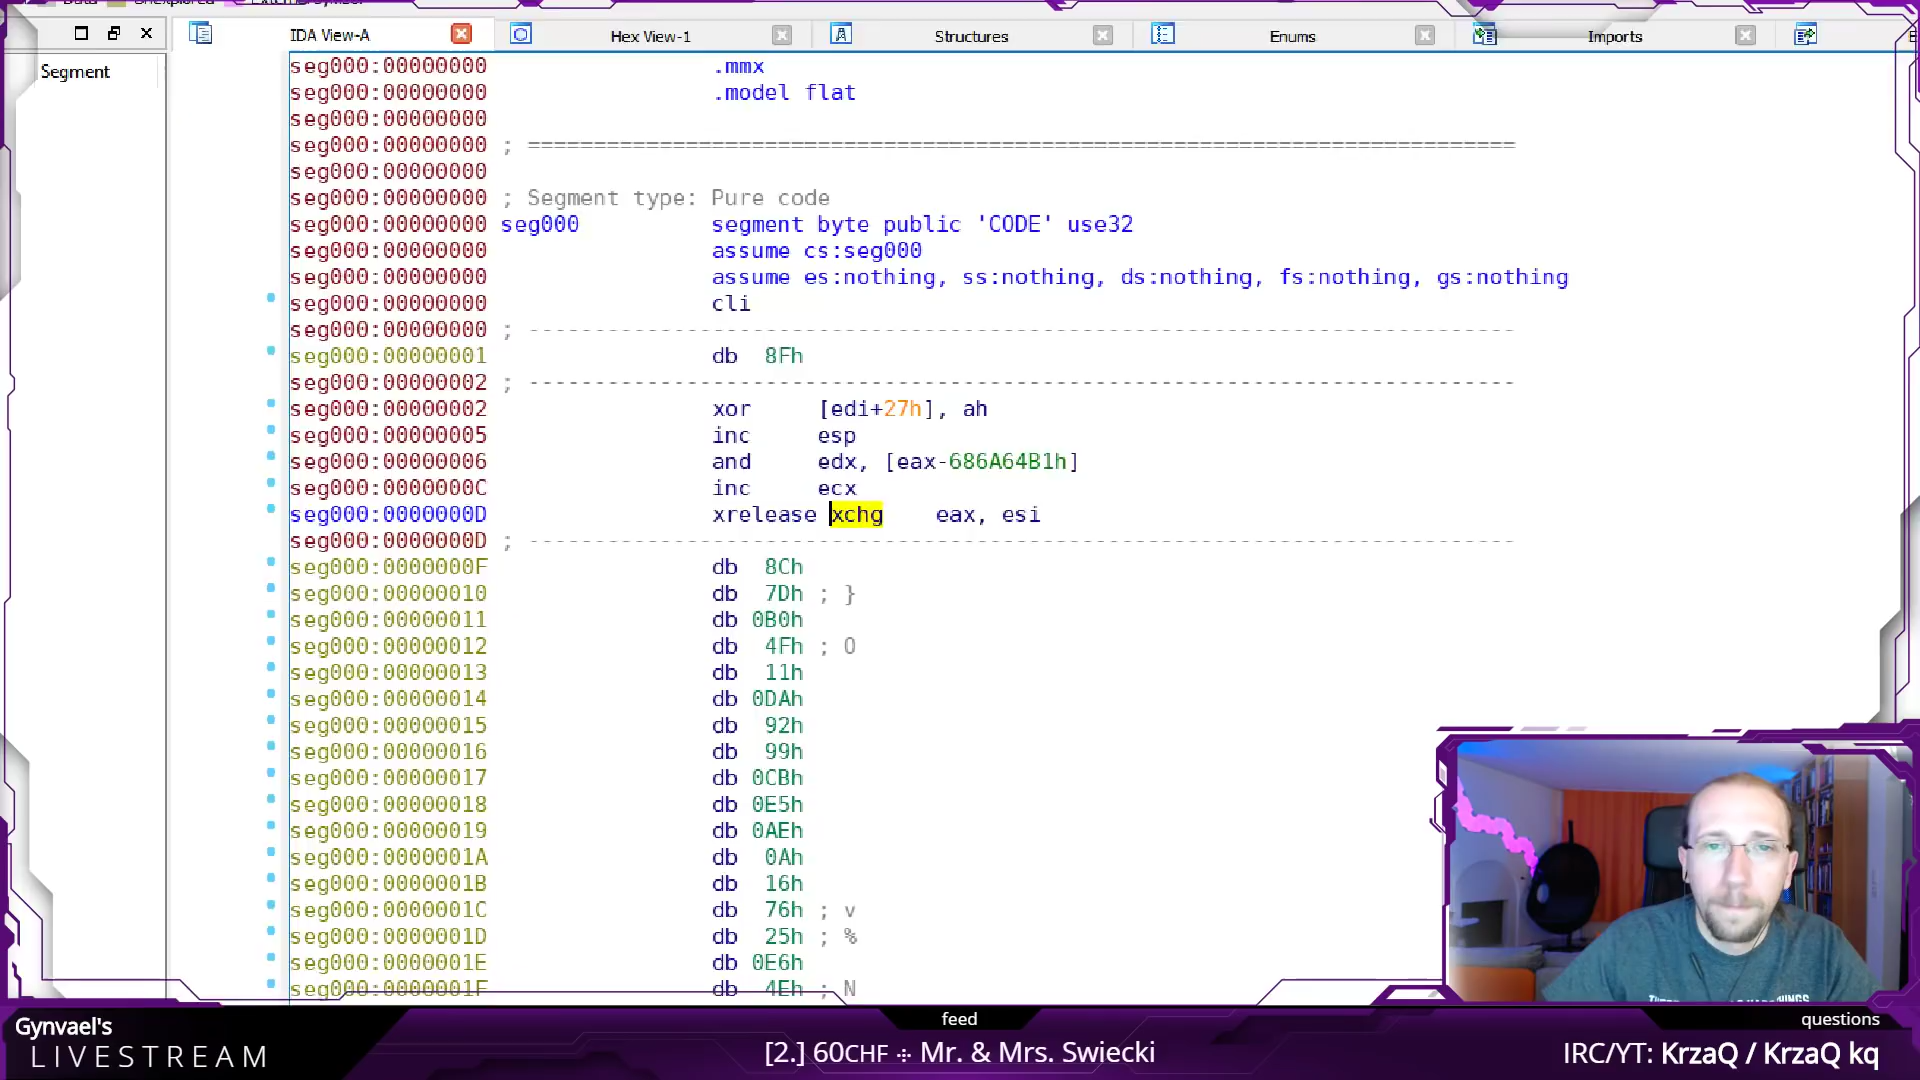 IDA View-A
Hex View-1
Structures
Enums
Imports
Segment
seg000:00000000 .mmx
seg000:00000000 .model flat
seg000:00000000
seg000:00000000 ; ===========================================================================
seg000:00000000
seg000:00000000 ; Segment type: Pure code
seg000:00000000 seg000 segment byte public 'CODE' use32
seg000:00000000 assume cs:seg000
seg000:00000000 assume es:nothing, ss:nothing, ds:nothing, fs:nothing, gs:nothing
seg000:00000000 cli
seg000:00000000 ; ---------------------------------------------------------------------------
seg000:00000001 db 8Fh
seg000:00000002 ; ---------------------------------------------------------------------------
seg000:00000002 xor [edi+27h], ah
seg000:00000005 inc esp
seg000:00000006 and edx, [eax-686A64B1h]
seg000:0000000C inc ecx
seg000:0000000D xrelease xchg eax, esi
seg000:0000000D ; ---------------------------------------------------------------------------
seg000:0000000F db 8Ch
seg000:00000010 db 7Dh ; }
seg000:00000011 db 0B0h
seg000:00000012 db 4Fh ; O
seg000:00000013 db 11h
seg000:00000014 db 0DAh
seg000:00000015 db 92h
seg000:00000016 db 99h
seg000:00000017 db 0CBh
seg000:00000018 db 0E5h
seg000:00000019 db 0AEh
seg000:0000001A db 0Ah
seg000:0000001B db 16h
seg000:0000001C db 76h ; v
seg000:0000001D db 25h ; %
seg000:0000001E db 0E6h
seg000:0000001F db 4Eh ; N
Gynvael's
LIVESTREAM
feed
[2.] 60CHF ÷ Mr. & Mrs. Swiecki
questions
IRC/YT: KrzaQ / KrzaQ kq